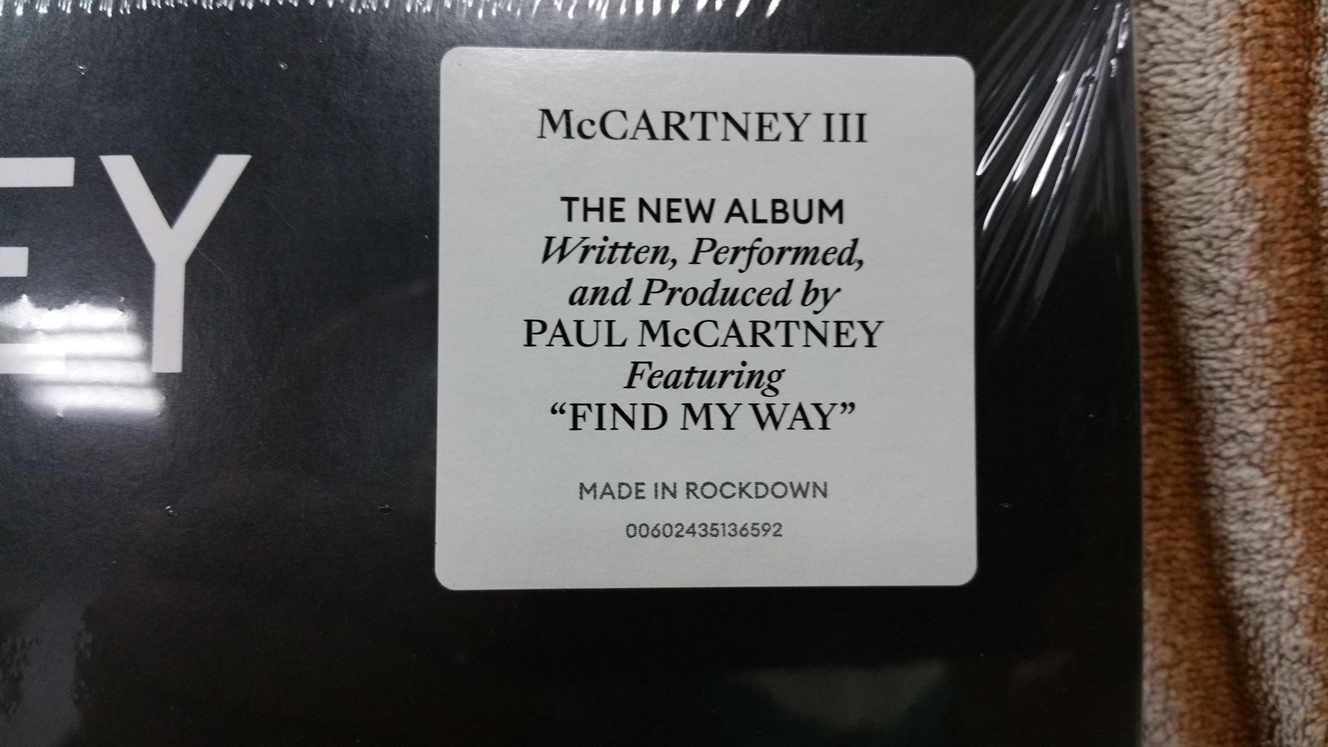 EY
McCARTNEY III
THE NEW ALBUM
Written, Performed,
and Produced by
PAUL McCARTNEY
Featuring
“FIND MY WAY”
MADE IN ROCKDOWN
00602435136592